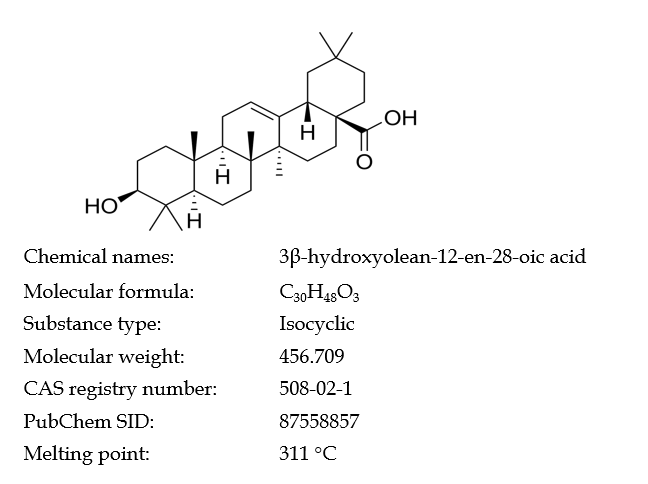 OH
H
O
H
HO
H
Chemical names: 3β-hydroxyolean-12-en-28-oic acid
Molecular formula: C₃₀H₄₈O₃
Substance type: Isocyclic
Molecular weight: 456.709
CAS registry number: 508-02-1
PubChem SID: 87558857
Melting point: 311 °C